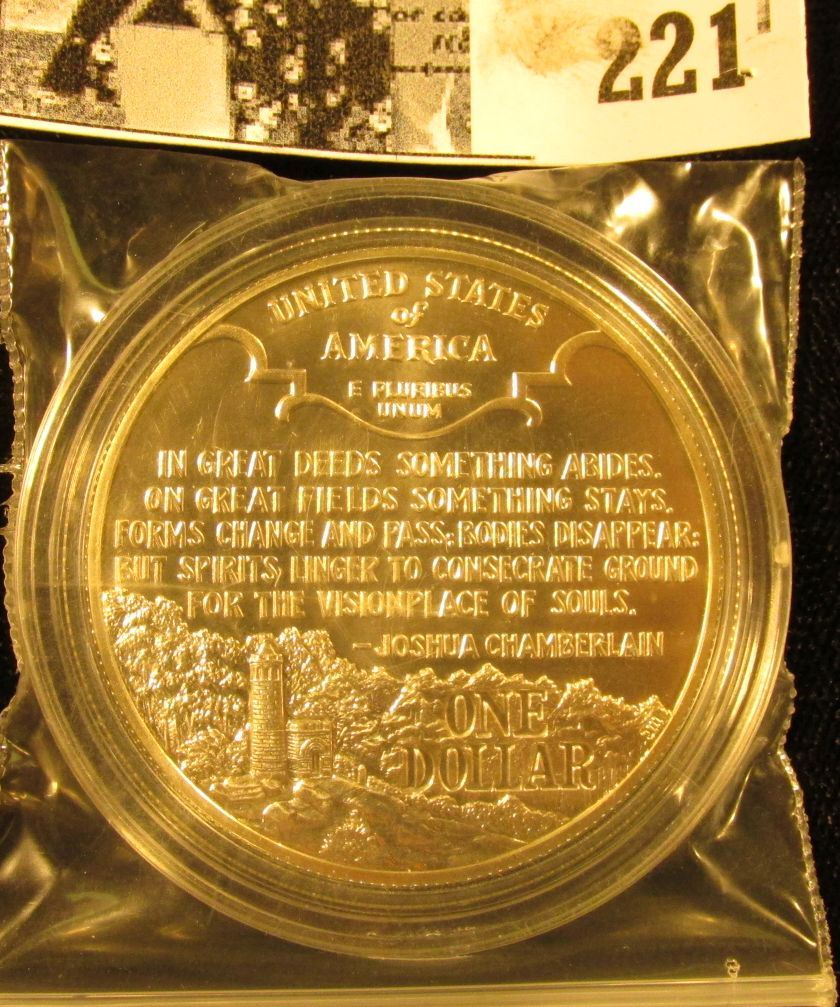 or ca
221
UNITED STATES
of
AMERICA
E PLURIBUS
UNUM
IN GREAT DEEDS SOMETHING ABIDES.
ON GREAT FIELDS SOMETHING STAYS.
FORMS CHANGE AND PASS; BODIES DISAPPEAR:
BUT SPIRITS, LINGER TO CONSECRATE GROUND
FOR THE VISIONPLACE OF SOULS.
-JOSHUA CHAMBERLAIN
ONE
DOLLAR